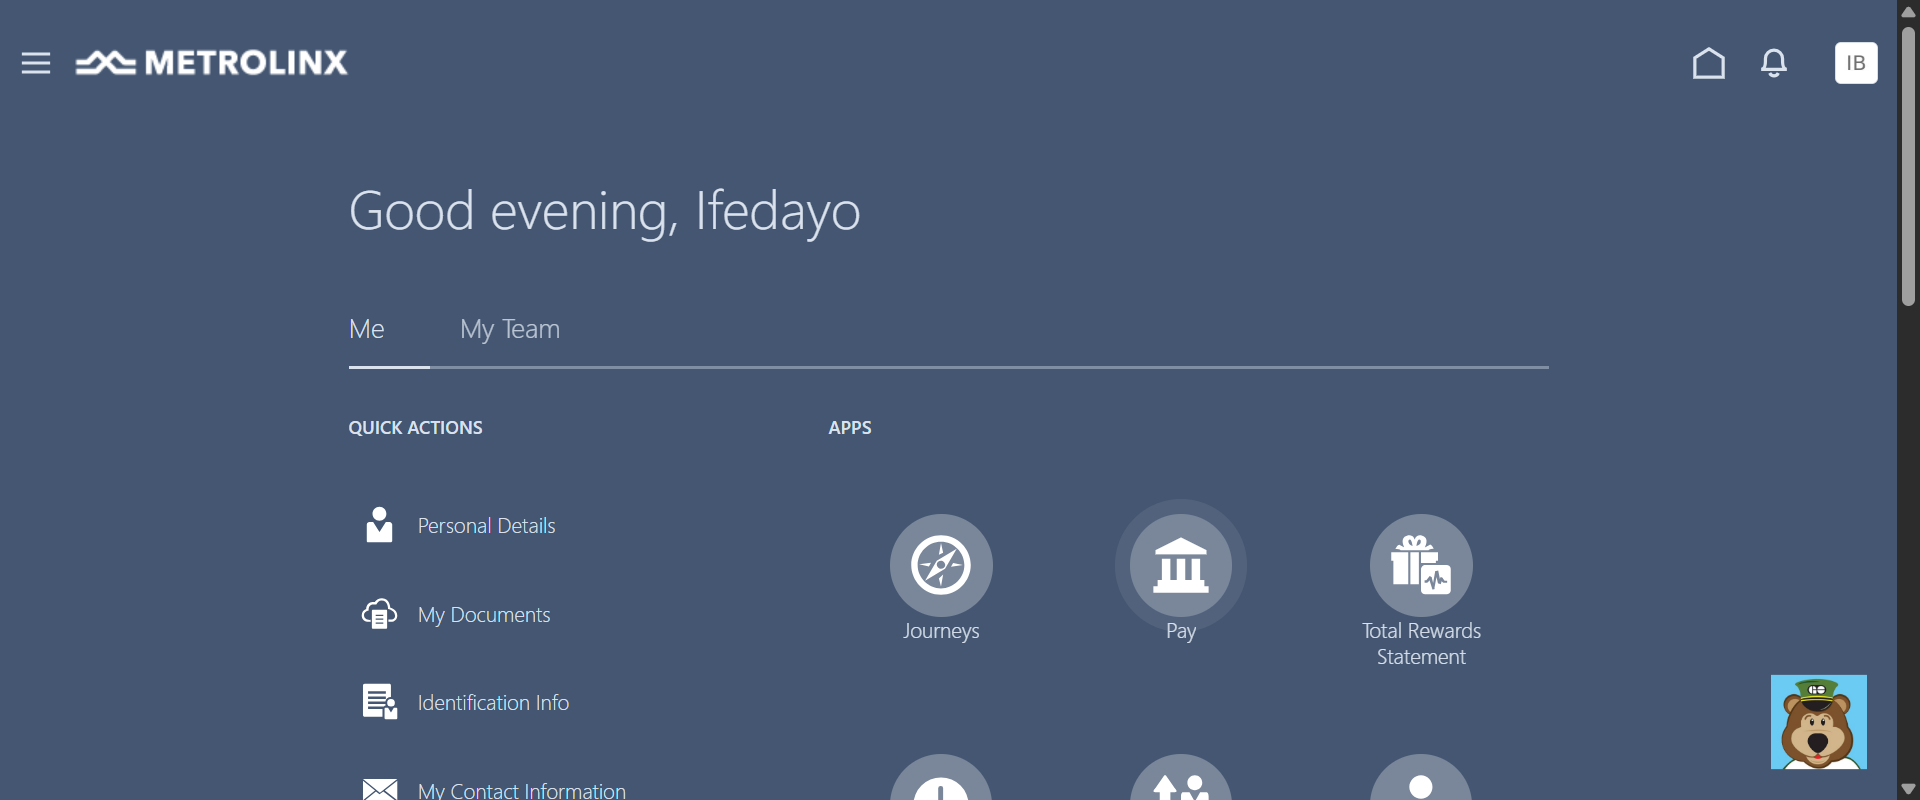 METROLINX
IB
Good evening, Ifedayo
Me
My Team
QUICK ACTIONS
Personal Details
My Documents
Identification Info
My Contact Information
APPS
Journeys
Pay
Total Rewards
Statement
GO